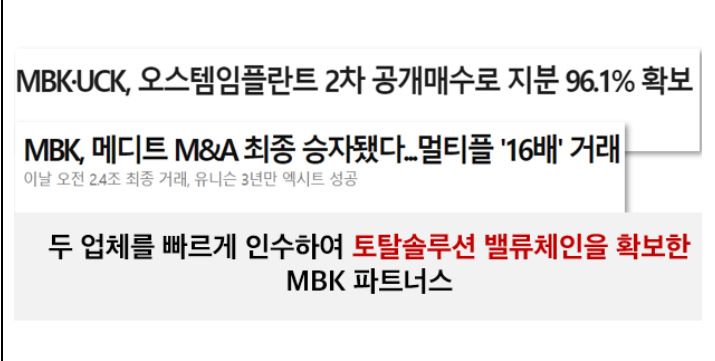 MBK·UCK, 오스템임플란트 2차 공개매수로 지분 96.1% 확보
MBK, 메디트 M&A 최종 승자됐다...멀티플 '16배' 거래
이날 오전 2.4조 최종 거래, 유니슨 3년만 엑시트 성공
두 업체를 빠르게 인수하여 토탈솔루션 밸류체인을 확보한
MBK 파트너스